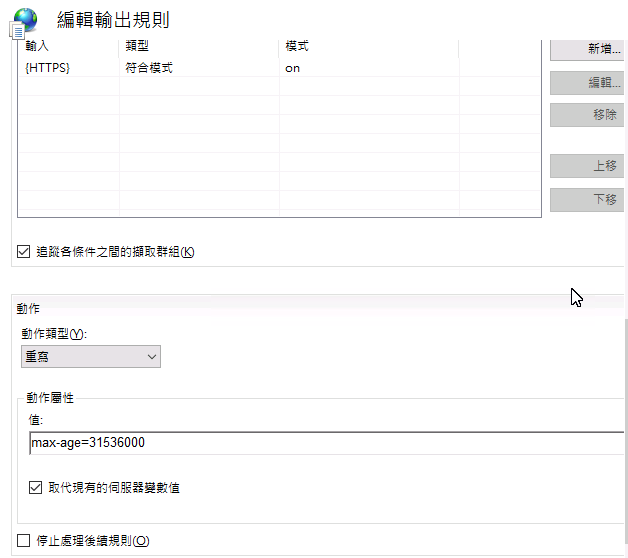 編輯輸出規則
輸入 類型 模式
{HTTPS} 符合模式 on
新增...
編輯...
移除
上移
下移
追蹤各條件之間的擷取群組(K)
動作
動作類型(Y):
重寫
動作屬性
值:
max-age=31536000
取代現有的伺服器變數值
停止處理後續規則(O)